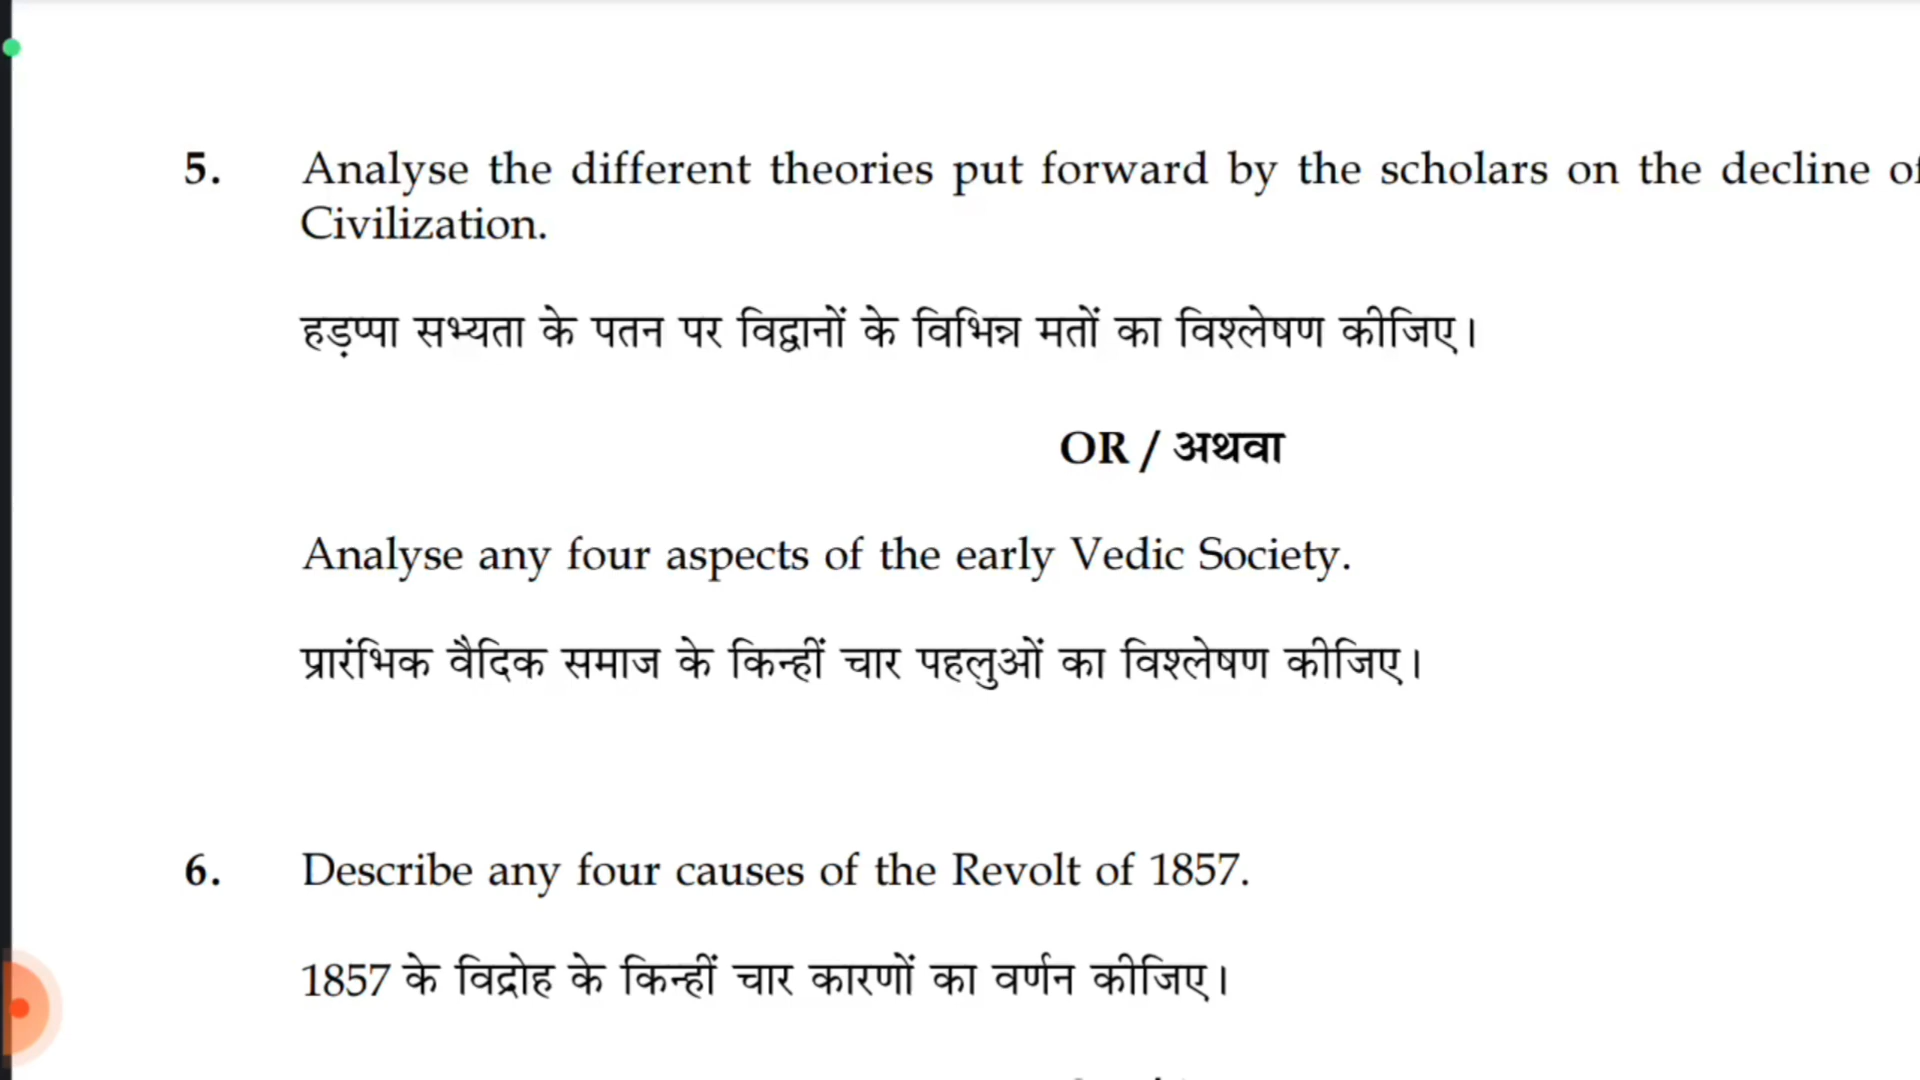 5. Analyse the different theories put forward by the scholars on the decline of
Civilization.
हड़प्पा सभ्यता के पतन पर विद्वानों के विभिन्न मतों का विश्लेषण कीजिए।
OR / अथवा
Analyse any four aspects of the early Vedic Society.
प्रारंभिक वैदिक समाज के किन्हीं चार पहलुओं का विश्लेषण कीजिए।
6. Describe any four causes of the Revolt of 1857.
1857 के विद्रोह के किन्हीं चार कारणों का वर्णन कीजिए।